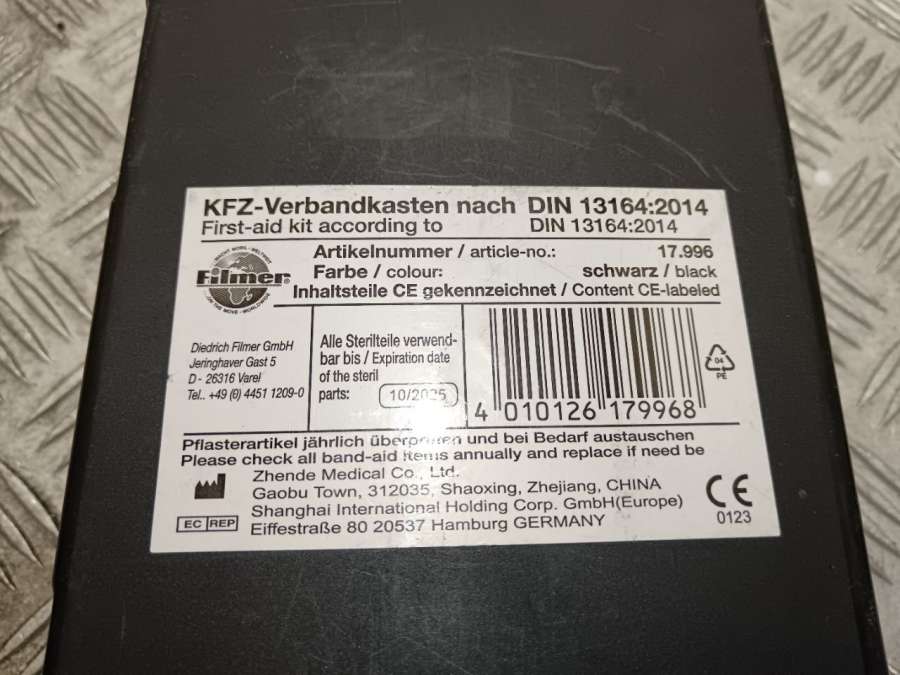 KFZ-Verbandkasten nach DIN 13164:2014
First-aid kit according to DIN 13164:2014
Artikelnummer / article-no.: 17.996
Farbe / colour: schwarz / black
Inhaltsteile CE gekennzeichnet / Content CE-labeled
Filmer
Diedrich Filmer GmbH
Jeringhaver Gast 5
D - 26316 Varel
Tel.. +49 (0) 4451 1209-0
Alle Sterilteile verwend-
bar bis / Expiration date
of the steril
parts: 10/2025
4 010126 179968
04
PE
Pflasterartikel jährlich überprüfen und bei Bedarf austauschen
Please check all band-aid items annually and replace if need be
Zhende Medical Co., Ltd.
Gaobu Town, 312035, Shaoxing, Zhejiang, CHINA
EC REP
Shanghai International Holding Corp. GmbH(Europe)
Eiffestraße 80 20537 Hamburg GERMANY
CE
0123